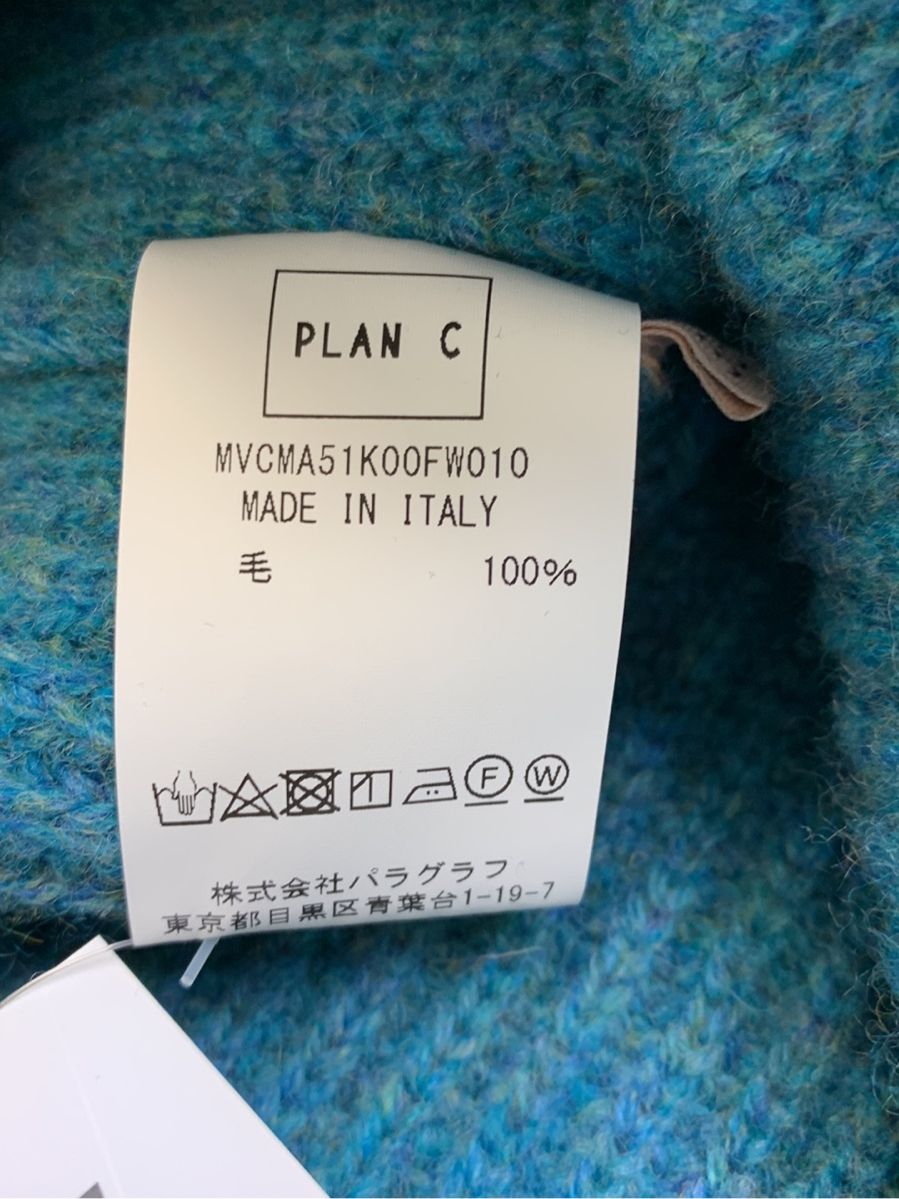 PLAN C
MVCMA51K00FW010
MADE IN ITALY
毛 100%
F W
株式会社パラグラフ
東京都目黒区青葉台1-19-7